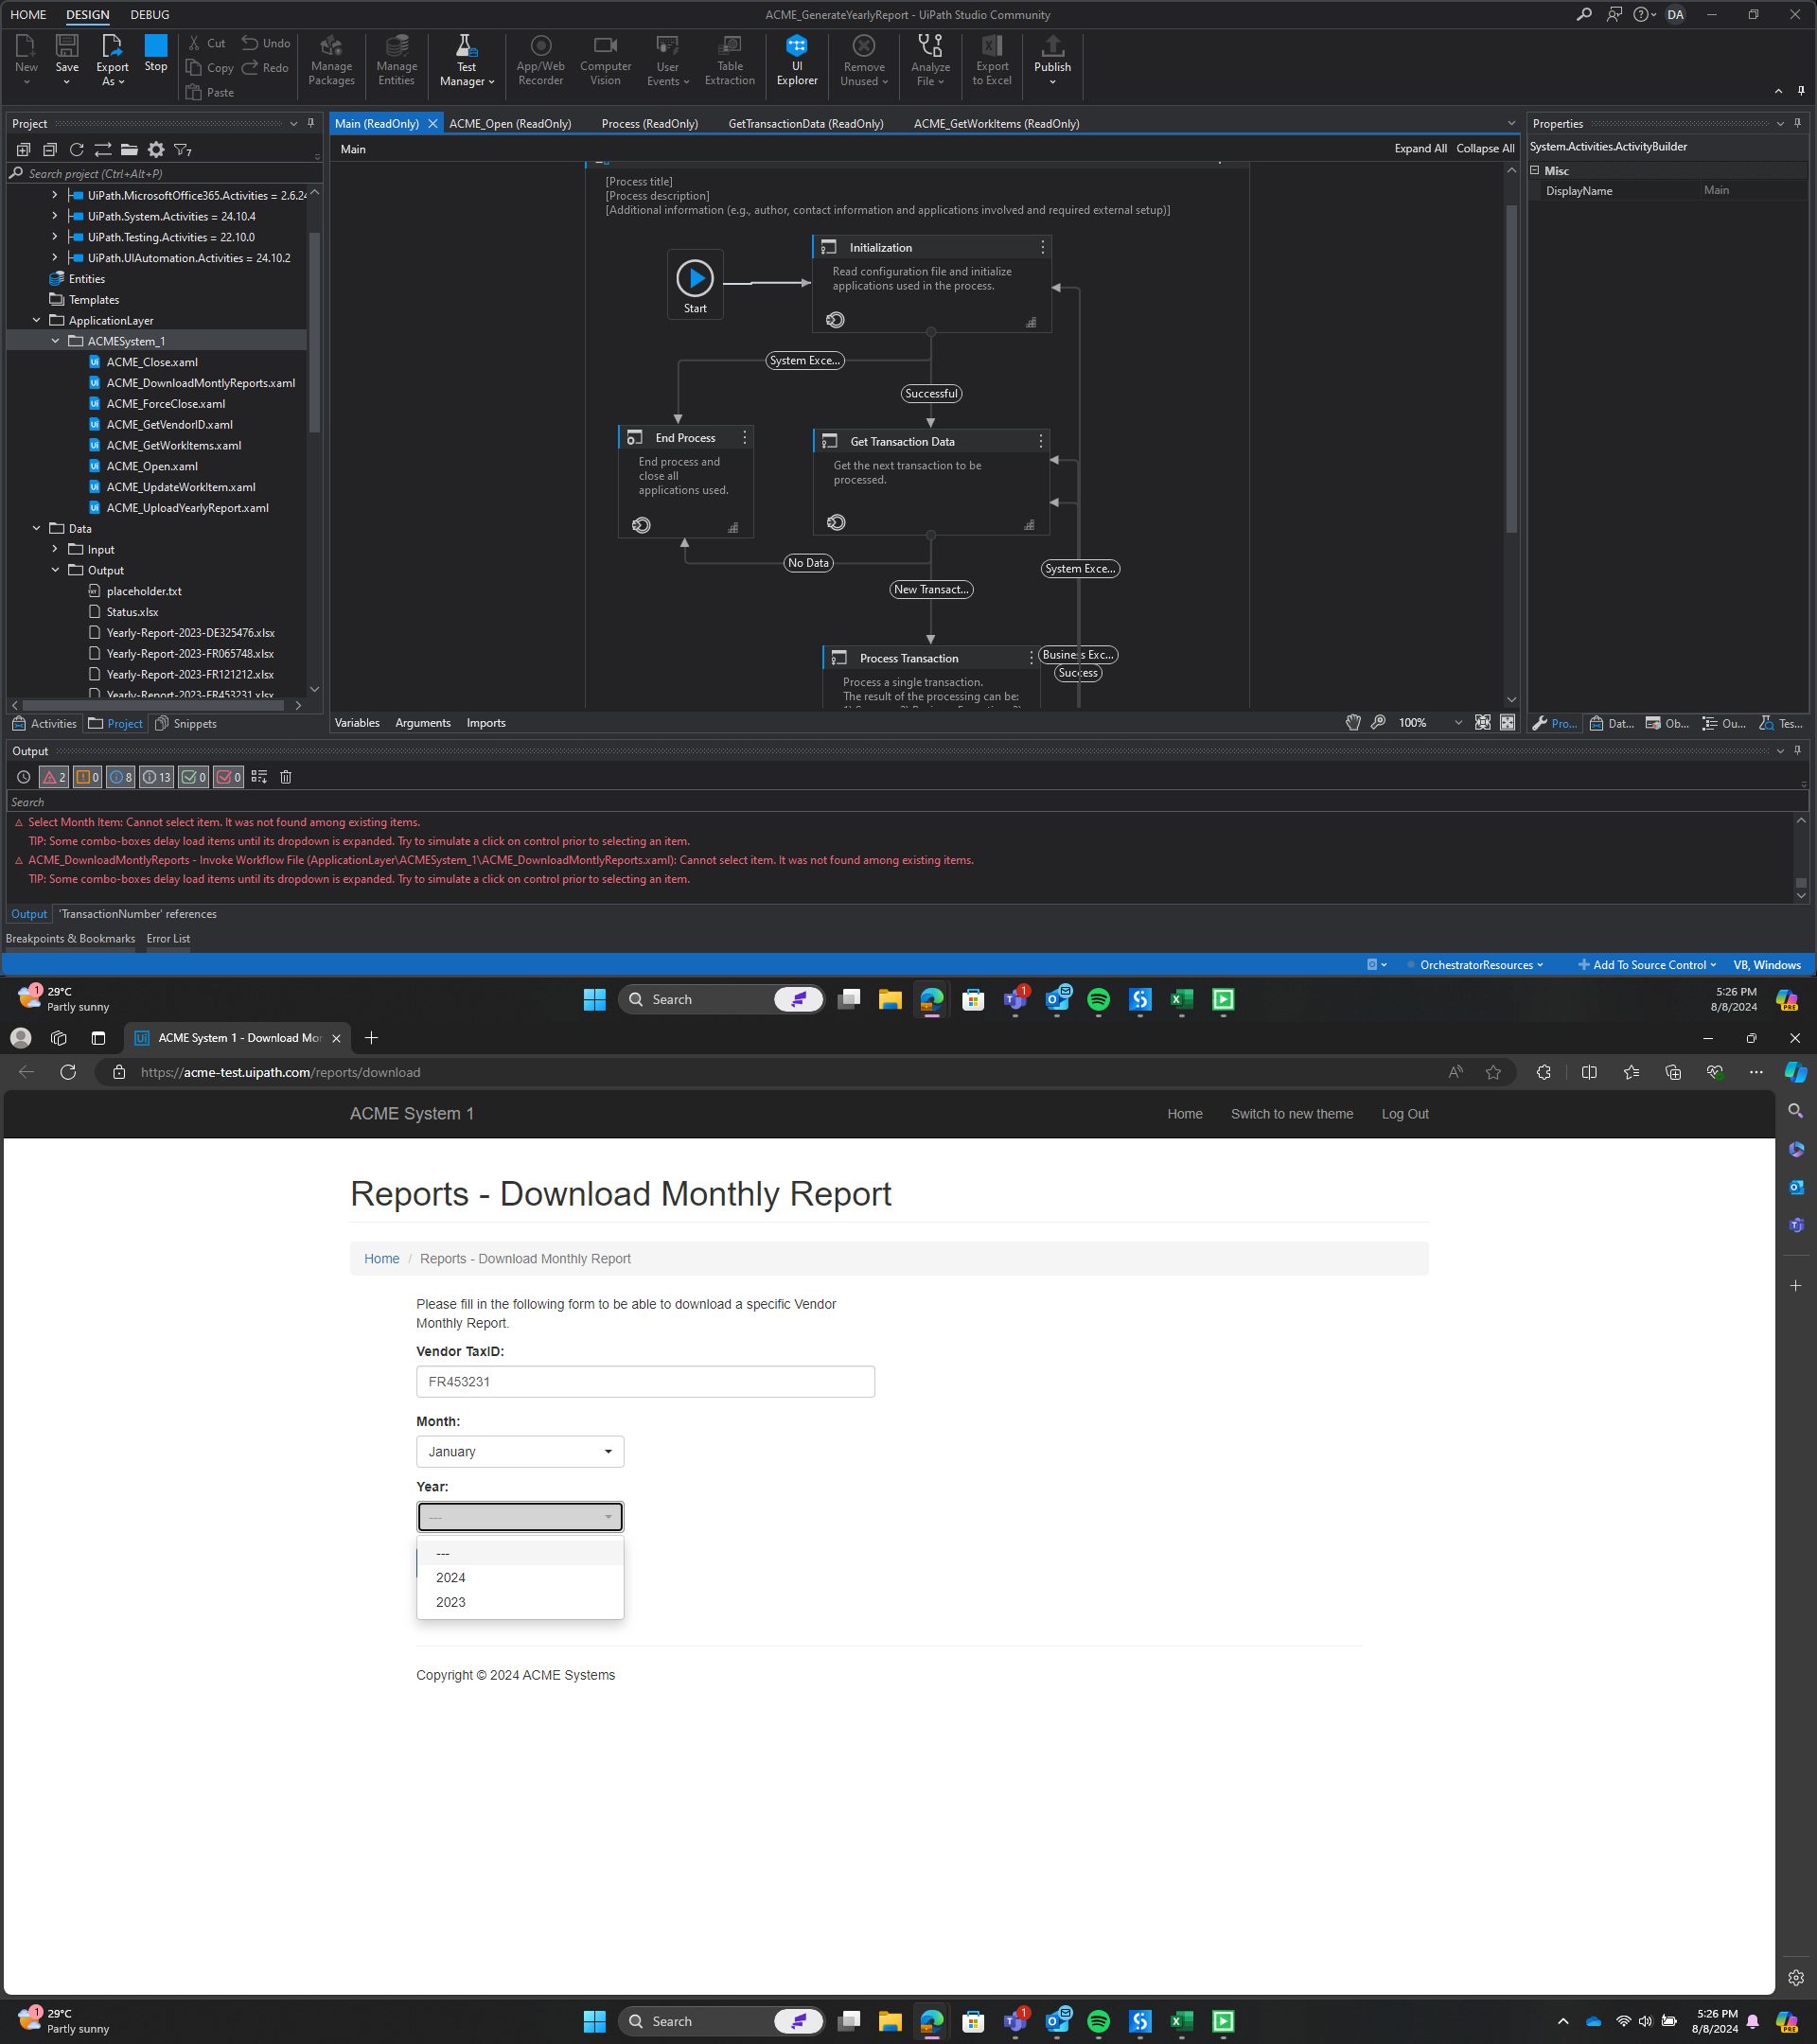 HOME DESIGN DEBUG
ACME_GenerateYearlyReport - UiPath Studio Community
DA
New
Save
Export As
Stop
Cut
Copy
Paste
Undo
Redo
Manage Packages
Manage Entities
Test Manager
App/Web Recorder
Computer Vision
User Events
Table Extraction
UI Explorer
Remove Unused
Analyze File
Export to Excel
Publish
Project
Search project (Ctrl+Alt+P)
UiPath.MicrosoftOffice365.Activities = 2.6.24
UiPath.System.Activities = 24.10.4
UiPath.Testing.Activities = 22.10.0
UiPath.UIAutomation.Activities = 24.10.2
Entities
Templates
ApplicationLayer
ACMESystem_1
ACME_Close.xaml
ACME_DownloadMontlyReports.xaml
ACME_ForceClose.xaml
ACME_GetVendorID.xaml
ACME_GetWorkItems.xaml
ACME_Open.xaml
ACME_UpdateWorkItem.xaml
ACME_UploadYearlyReport.xaml
Data
Input
Output
placeholder.txt
Status.xlsx
Yearly-Report-2023-DE325476.xlsx
Yearly-Report-2023-FR065748.xlsx
Yearly-Report-2023-FR121212.xlsx
Yearly-Report-2023-FR453231.xlsx
Activities Project Snippets
Main (ReadOnly) ACME_Open (ReadOnly) Process (ReadOnly) GetTransactionData (ReadOnly) ACME_GetWorkItems (ReadOnly)
Main
Expand All Collapse All
[Process title]
[Process description]
[Additional information (e.g., author, contact information and applications involved and required external setup)]
Start
Initialization
Read configuration file and initialize
applications used in the process.
System Exce...
Successful
End Process
End process and
close all
applications used.
Get Transaction Data
Get the next transaction to be
processed.
No Data
New Transact...
System Exce...
Process Transaction
Process a single transaction.
The result of the processing can be:
Business Exc...
Success
Variables Arguments Imports
100%
Properties
System.Activities.ActivityBuilder
Misc
DisplayName Main
Pro... Dat... Ob... Ou... Tes...
Output
2 0 8 13 0 0
Search
Select Month Item: Cannot select item. It was not found among existing items.
TIP: Some combo-boxes delay load items until its dropdown is expanded. Try to simulate a click on control prior to selecting an item.
ACME_DownloadMontlyReports - Invoke Workflow File (ApplicationLayer\ACMESystem_1\ACME_DownloadMontlyReports.xaml): Cannot select item. It was not found among existing items.
TIP: Some combo-boxes delay load items until its dropdown is expanded. Try to simulate a click on control prior to selecting an item.
Output 'TransactionNumber' references
Breakpoints & Bookmarks Error List
OrchestratorResources Add To Source Control VB, Windows
1 29°C
Partly sunny
Search
1
5:26 PM
8/8/2024
PRE
ACME System 1 - Download Mon
https://acme-test.uipath.com/reports/download
ACME System 1
Home Switch to new theme Log Out
Reports - Download Monthly Report
Home / Reports - Download Monthly Report
Please fill in the following form to be able to download a specific Vendor
Monthly Report.
Vendor TaxID:
FR453231
Month:
January
Year:
---
---
2024
2023
Copyright © 2024 ACME Systems
1 29°C
Partly sunny
Search
1
5:26 PM
8/8/2024
PRE